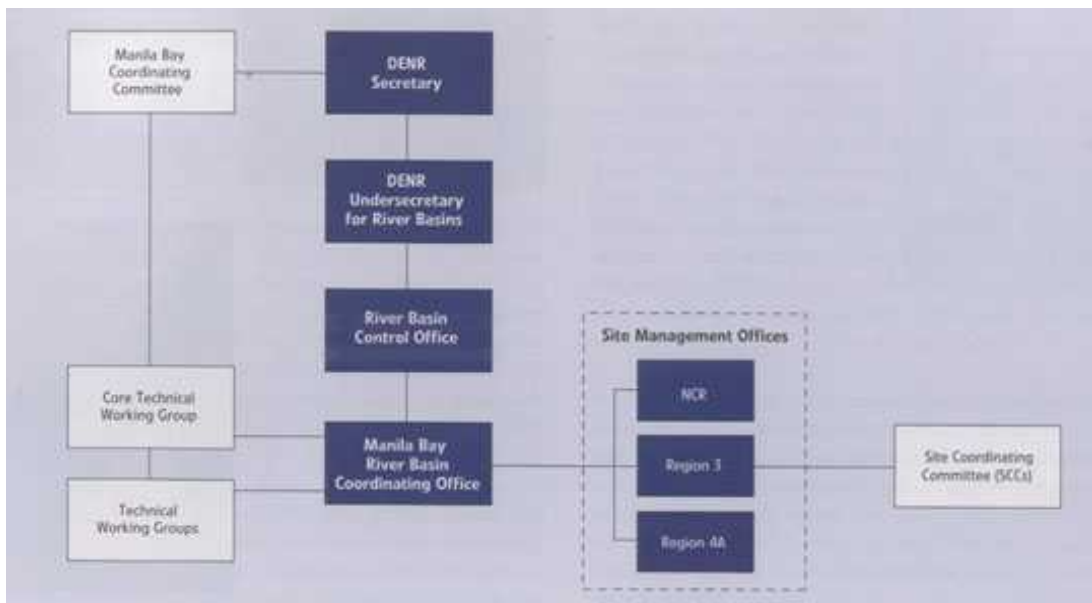 Manila Bay
Coordinating
Committee
DENR
Secretary
DENR
Undersecretary
for River Basins
River Basin
Control Office
Site Management Offices
Core Technical
Working Group
NCR
Manila Bay
River Basin
Coordinating Office
Region 3
Site Coordinating
Committee (SCCs)
Technical
Working Groups
Region 4A